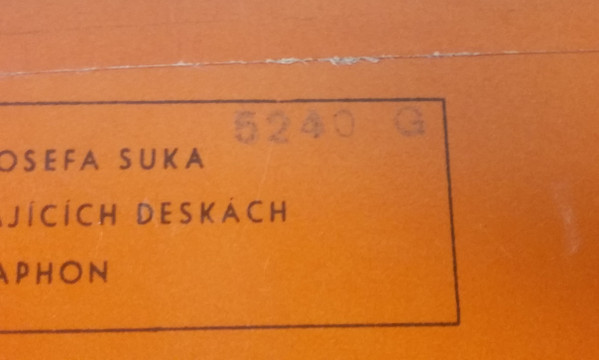 5240 G
OSEFA SUKA
AJÍCÍCH DESKÁCH
APHON